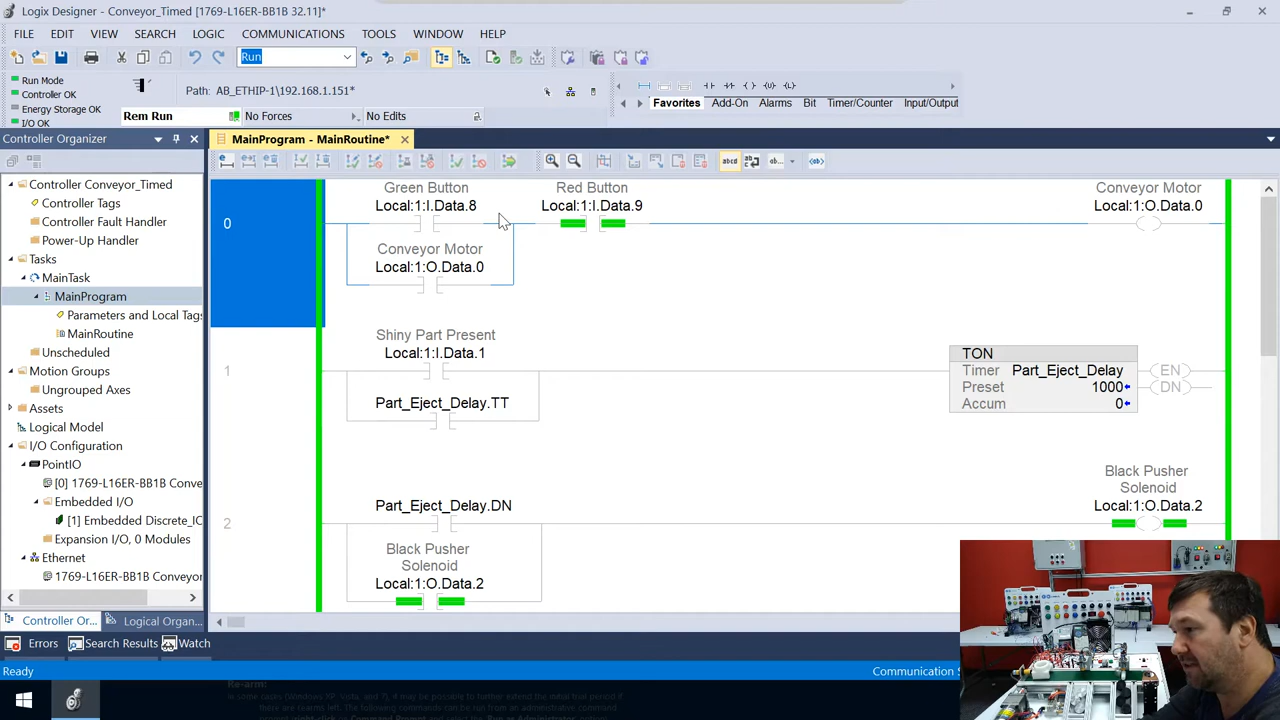 Logix Designer - Conveyor_Timed [1769-L16ER-BB1B 32.11]*
FILE EDIT VIEW SEARCH LOGIC COMMUNICATIONS TOOLS WINDOW HELP
Run
Run Mode
Controller OK
Energy Storage OK
I/O OK
Path: AB_ETHIP-1\192.168.1.151*
Rem Run No Forces No Edits
Favorites Add-On Alarms Bit Timer/Counter Input/Output
Controller Organizer
MainProgram - MainRoutine*
Controller Conveyor_Timed
Controller Tags
Controller Fault Handler
Power-Up Handler
Tasks
MainTask
MainProgram
Parameters and Local Tags
MainRoutine
Unscheduled
Motion Groups
Ungrouped Axes
Assets
Logical Model
I/O Configuration
PointIO
[0] 1769-L16ER-BB1B Conve
Embedded I/O
[1] Embedded Discrete_IO
Expansion I/O, 0 Modules
Ethernet
1769-L16ER-BB1B Conveyor
Controller Or... Logical Organ...
abcd ab ab... <ab>
0
Green Button
Local:1:I.Data.8
Red Button
Local:1:I.Data.9
Conveyor Motor
Local:1:O.Data.0
Conveyor Motor
Local:1:O.Data.0
1
Shiny Part Present
Local:1:I.Data.1
Part_Eject_Delay.TT
TON
Timer Part_Eject_Delay
Preset 1000
Accum 0
EN
DN
2
Part_Eject_Delay.DN
Black Pusher
Solenoid
Local:1:O.Data.2
Black Pusher
Solenoid
Local:1:O.Data.2
Errors Search Results Watch
Ready
Communication S
Re-arm: